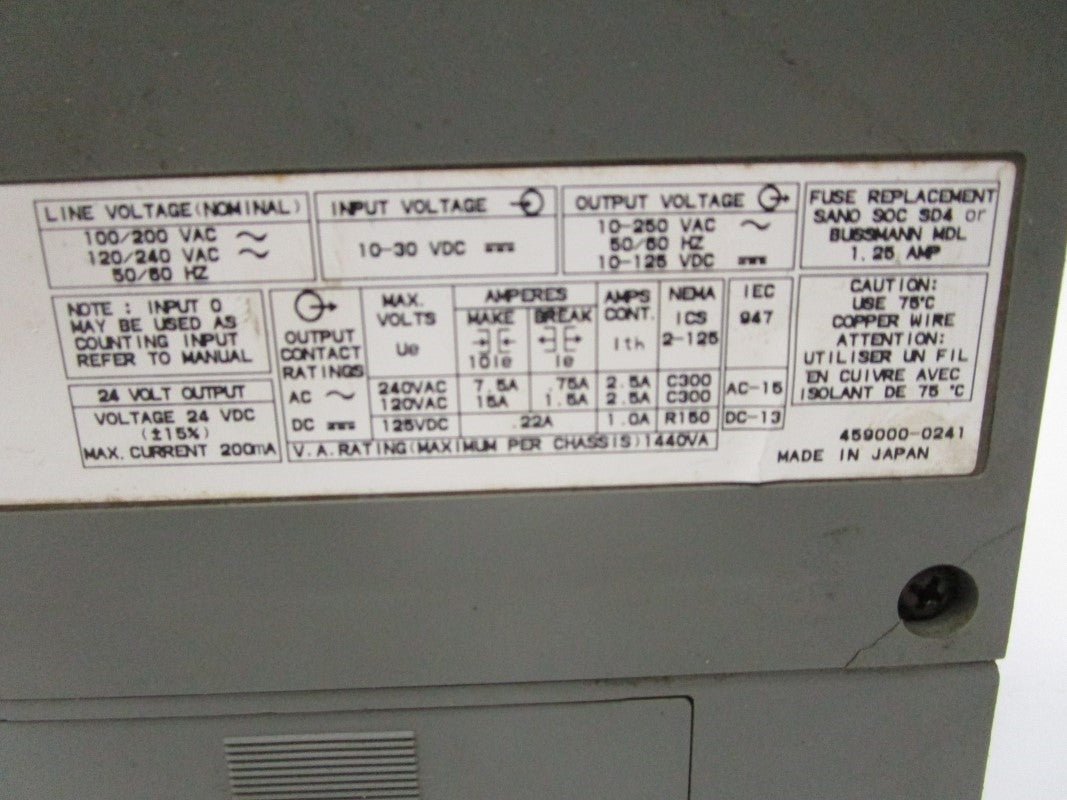 LINE VOLTAGE(NOMINAL)
100/200 VAC
120/240 VAC
50/60 HZ
INPUT VOLTAGE
10-30 VDC
OUTPUT VOLTAGE
10-250 VAC
50/60 HZ
10-125 VDC
FUSE REPLACEMENT
SANO SOC SD4 or
BUSSMANN MDL
1.25 AMP
NOTE : INPUT 0
MAY BE USED AS
COUNTING INPUT
REFER TO MANUAL
24 VOLT OUTPUT
VOLTAGE 24 VDC
(±15%)
MAX. CURRENT 200mA
OUTPUT
CONTACT
RATINGS
MAX.
VOLTS
Ue
AMPERES
MAKE BREAK
10Ie Ie
AMPS
CONT.
Ith
NEMA
ICS
2-125
IEC
947
AC 240VAC 7.5A .75A 2.5A C300 AC-15
120VAC 15A 1.5A 2.5A C300
DC 125VDC .22A 1.0A R150 DC-13
V.A.RATING(MAXIMUM PER CHASSIS)1440VA
CAUTION:
USE 75°C
COPPER WIRE
ATTENTION:
UTILISER UN FIL
EN CUIVRE AVEC
ISOLANT DE 75 °C
459000-0241
MADE IN JAPAN